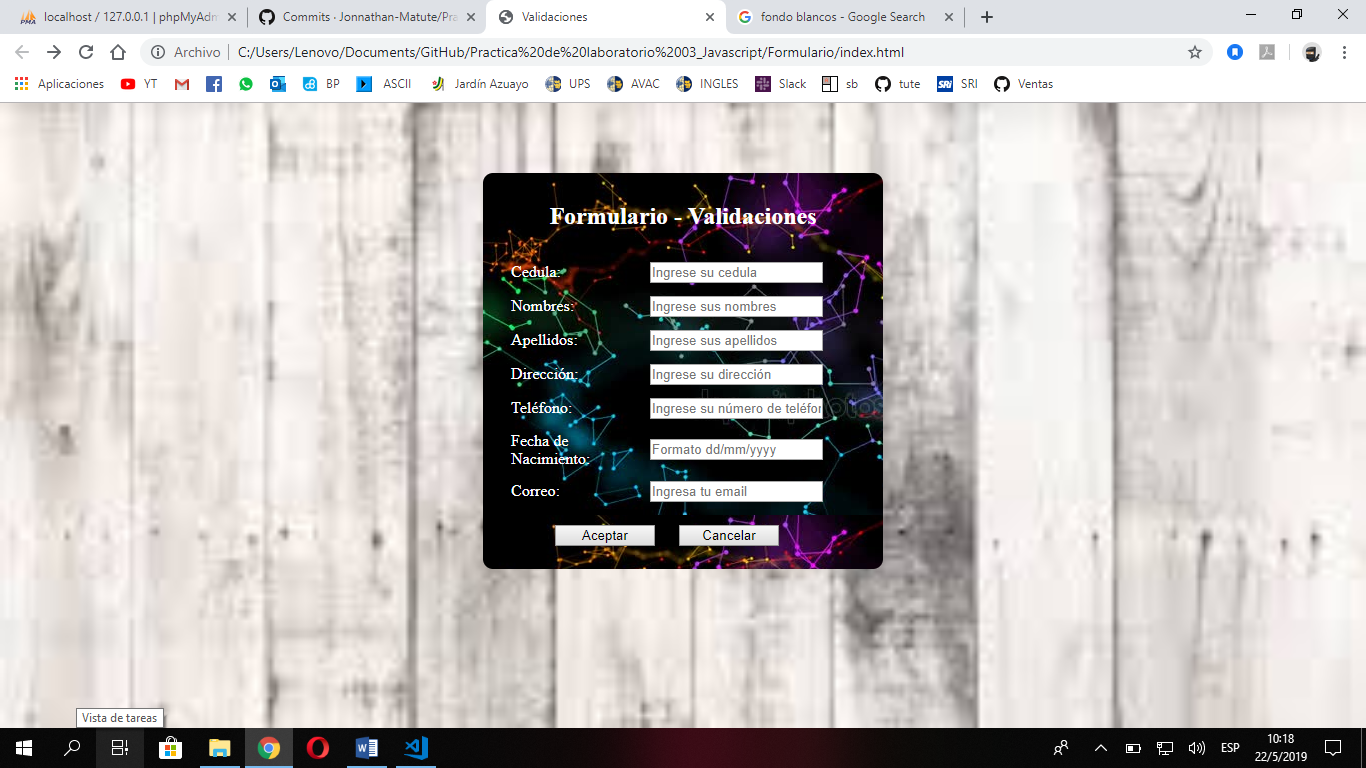 localhost / 127.0.0.1 | phpMyAdm
Commits · Jonnathan-Matute/Pra
Validaciones
fondo blancos - Google Search
Archivo
C:/Users/Lenovo/Documents/GitHub/Practica%20de%20laboratorio%2003_Javascript/Formulario/index.html
Aplicaciones
YT
BP
ASCII
Jardín Azuayo
UPS
AVAC
INGLES
Slack
sb
tute
SRI
Ventas
Formulario - Validaciones
Cedula:
Ingrese su cedula
Nombres:
Ingrese sus nombres
Apellidos:
Ingrese sus apellidos
Dirección:
Ingrese su dirección
Teléfono:
Ingrese su número de teléfor
Fecha de
Nacimiento:
Formato dd/mm/yyyy
Correo:
Ingresa tu email
Aceptar
Cancelar
Vista de tareas
ESP
10:18
22/5/2019